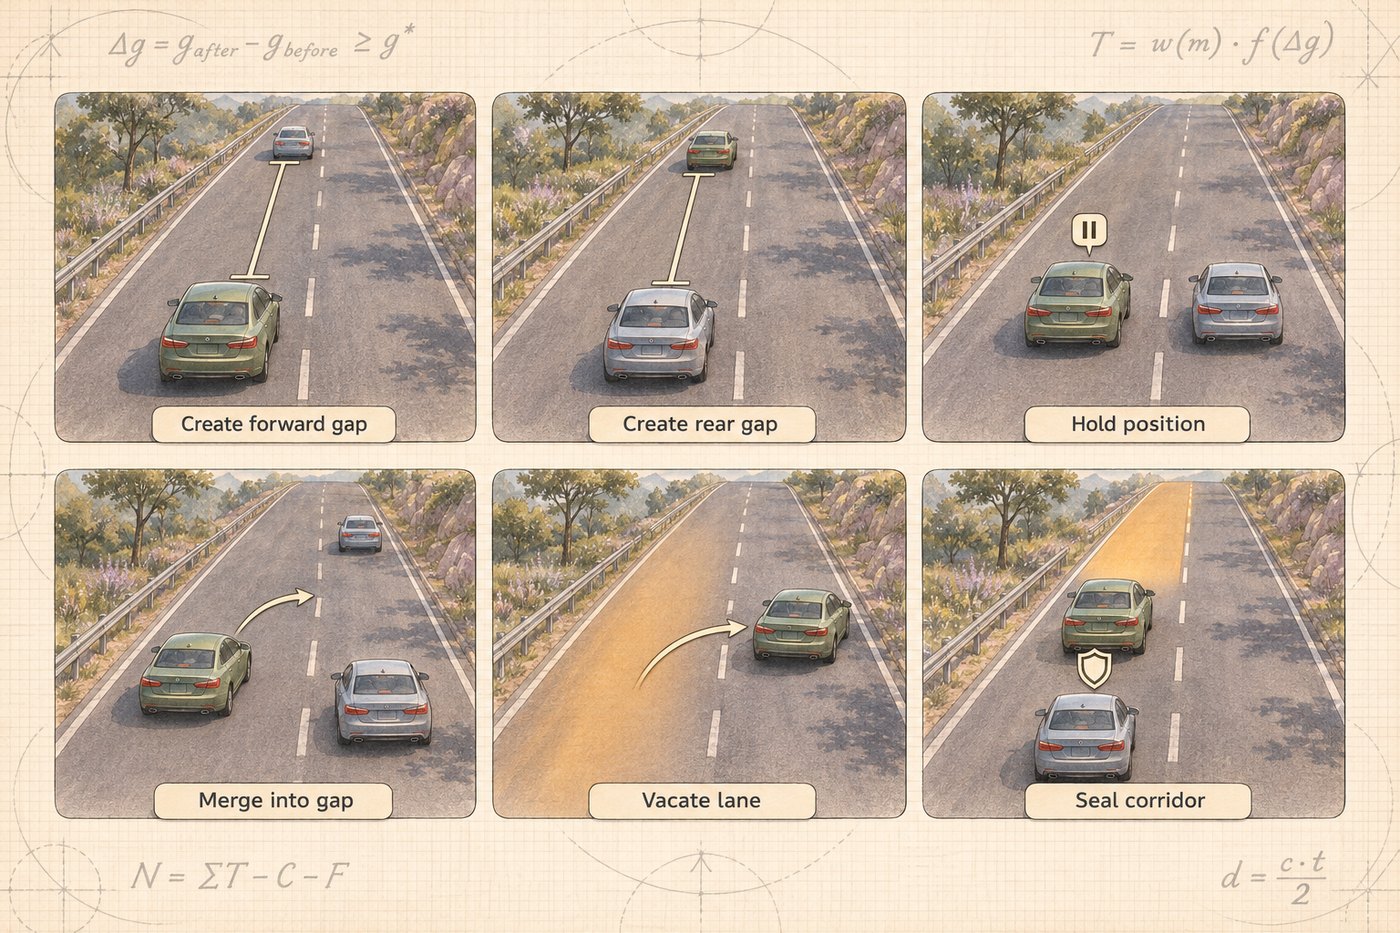 Δg = g_after − g_before ≥ g*
T = w(m) · f(Δg)
Create forward gap
Create rear gap
Hold position
Merge into gap
Vacate lane
Seal corridor
N = ΣT − C − F
d = c·t/2